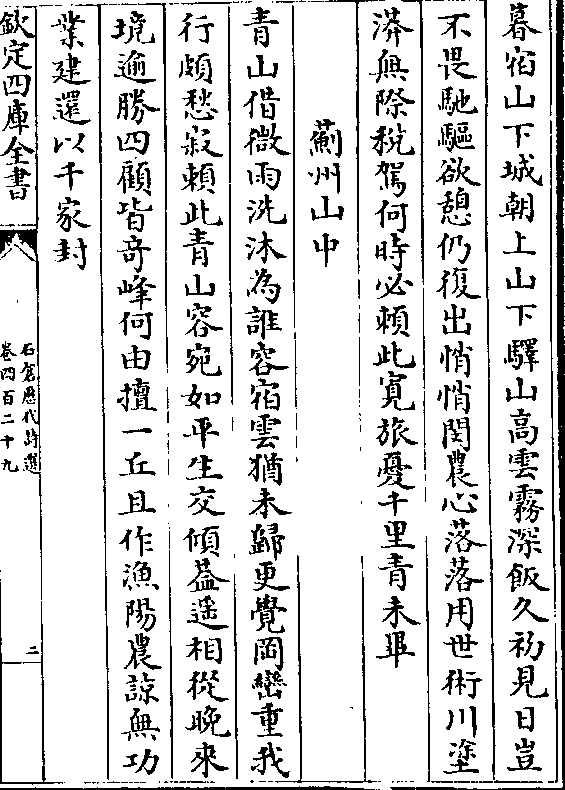 暮宿山下城朝上山下驛山高雲霧深飯久初見日豈
不畏馳驅欲憩仍復出悄悄閔農心落落用世術川塗
漭無際税駕何時必頼此寛旅憂千里青未畢
薊州山中
青山借微雨洗沐為誰容宿雲猶未歸更覺岡巒重我
行頗愁寂頼此青山容宛如平生交傾葢遥相從晚來
境逾勝四顧皆竒峰何由擅一丘且作漁陽農諒無功
業建還以千家封
欽定四庫全書
石倉歴代詩選
卷四百二十九
二